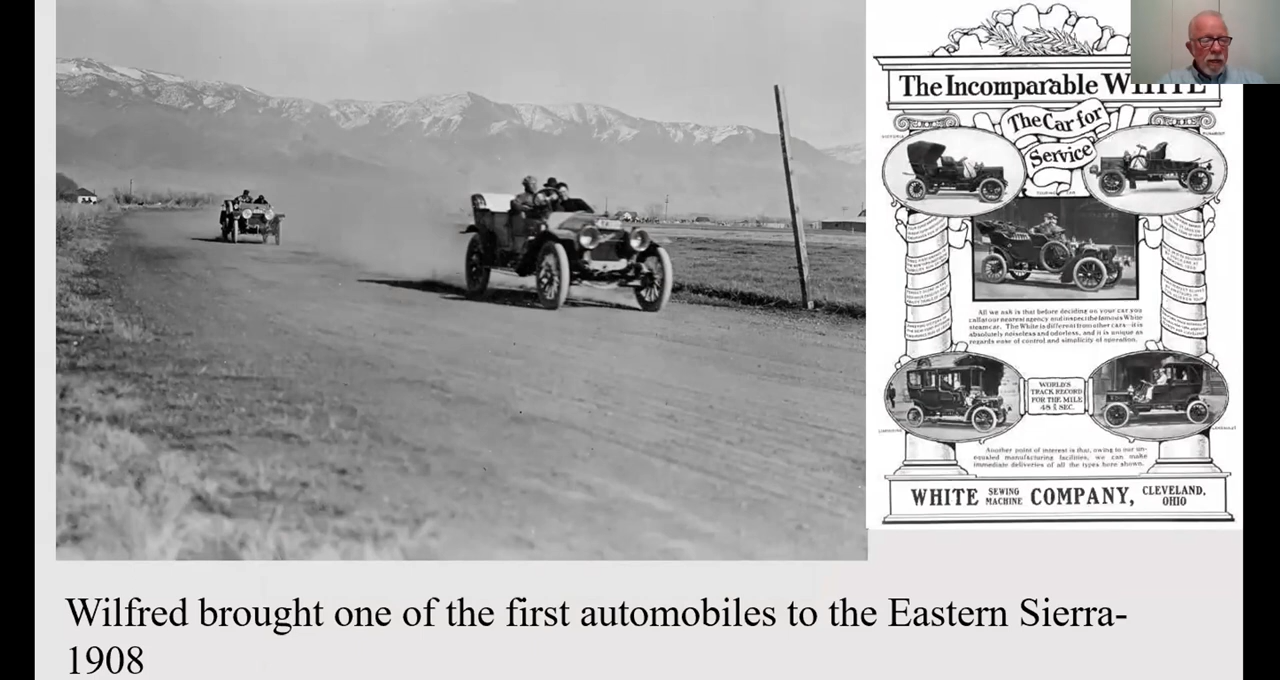 The Incomparable WHITE
The Car for
Service
All we ask is that before deciding on your car you
call at our nearest agency and inspect the famous White
steam car. The White is different from other cars—it is
absolutely noiseless and odorless, and it is unique as
regards ease of control and simplicity of operation.
WORLD'S
TRACK RECORD
FOR THE MILE
48 4/5 SEC.
Another point of interest is that, owing to our un-
equaled manufacturing facilities, we can make
immediate deliveries of all the types here shown.
WHITE SEWING MACHINE COMPANY, CLEVELAND, OHIO
Wilfred brought one of the first automobiles to the Eastern Sierra-
1908